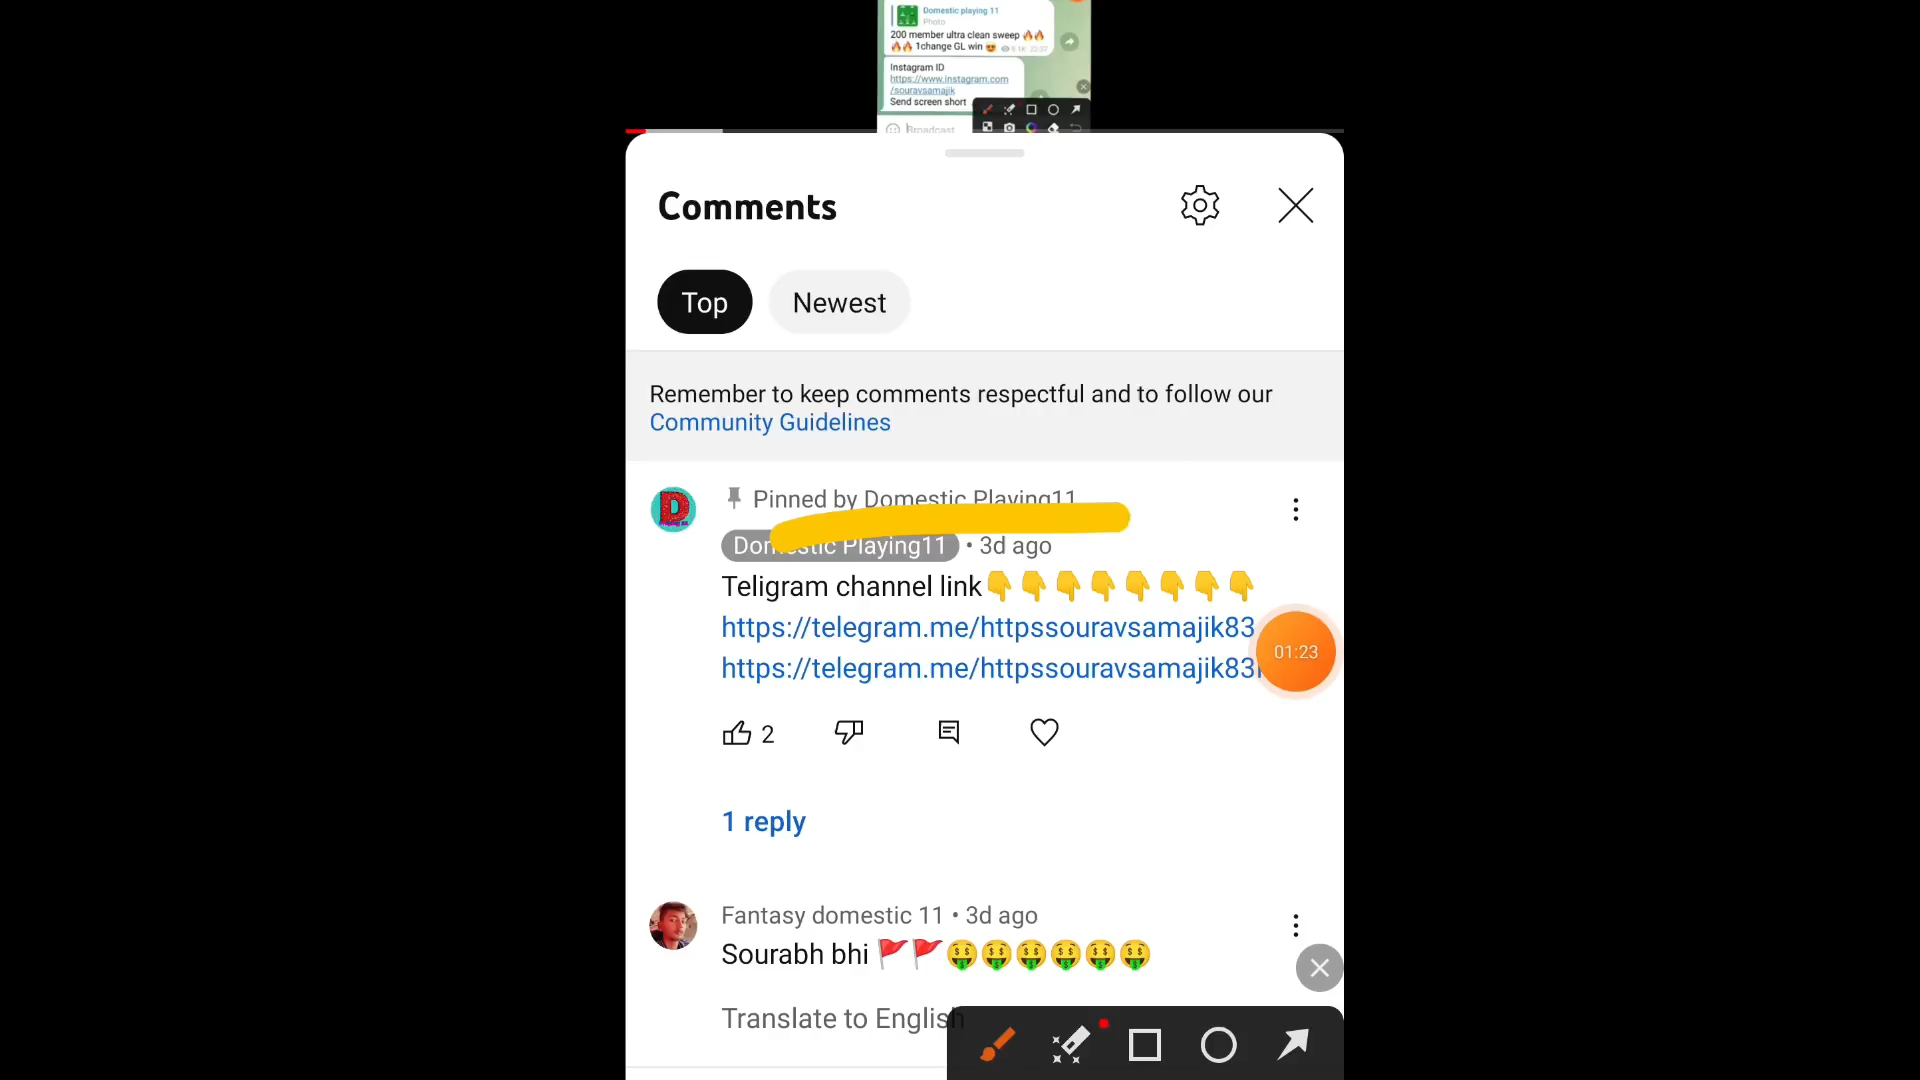 Domestic playing 11
Photo
200 member ultra clean sweep 🔥🔥
🔥🔥 1change GL win 😍 22:37
Instagram ID
https://www.instagram.com
/souravsamajik
Send screen short
Broadcast
Comments
Top
Newest
Remember to keep comments respectful and to follow our
Community Guidelines
Pinned by Domestic Playing11
Domestic Playing11 • 3d ago
Teligram channel link👇👇👇👇👇👇👇👇
https://telegram.me/httpssouravsamajik83
https://telegram.me/httpssouravsamajik83
01:23
2
1 reply
Fantasy domestic 11 • 3d ago
Sourabh bhi 🚩🚩🤑🤑🤑🤑🤑🤑
Translate to English